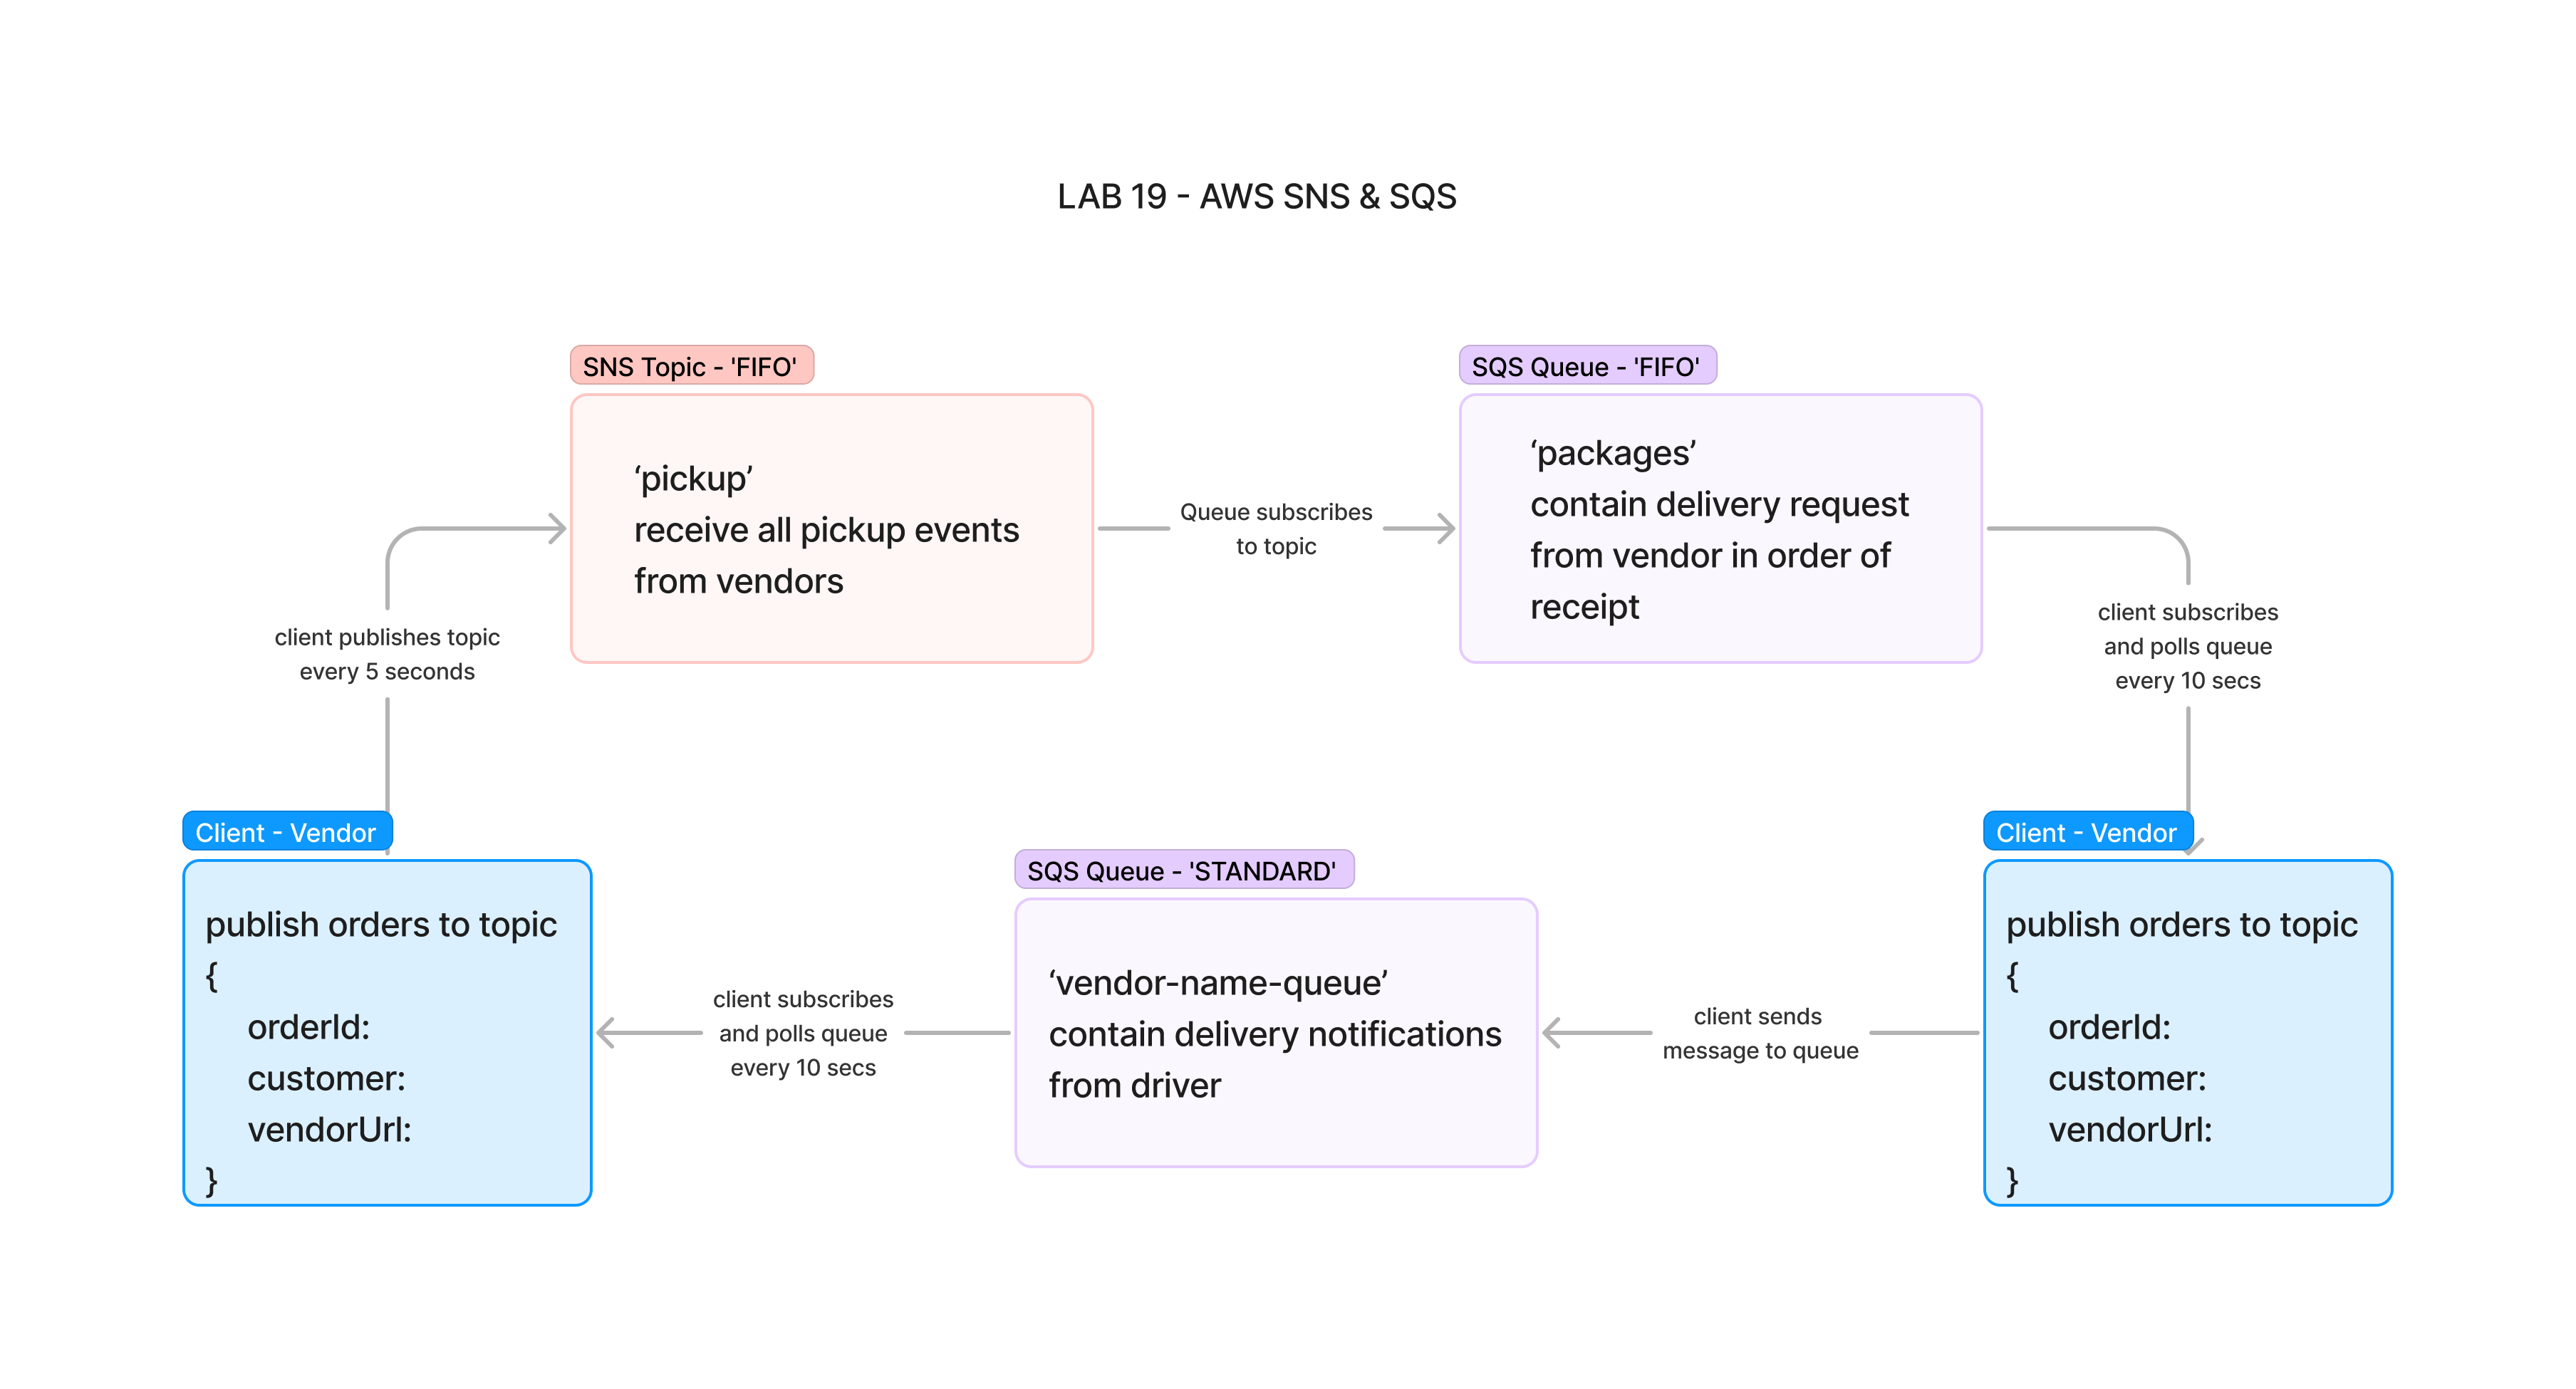 LAB 19 - AWS SNS & SQS
SNS Topic - 'FIFO'
‘pickup’
receive all pickup events
from vendors
Queue subscribes
to topic
SQS Queue - 'FIFO'
‘packages’
contain delivery request
from vendor in order of
receipt
client publishes topic
every 5 seconds
client subscribes
and polls queue
every 10 secs
Client - Vendor
publish orders to topic
{
orderId:
customer:
vendorUrl:
}
client subscribes
and polls queue
every 10 secs
SQS Queue - 'STANDARD'
‘vendor-name-queue’
contain delivery notifications
from driver
client sends
message to queue
Client - Vendor
publish orders to topic
{
orderId:
customer:
vendorUrl:
}